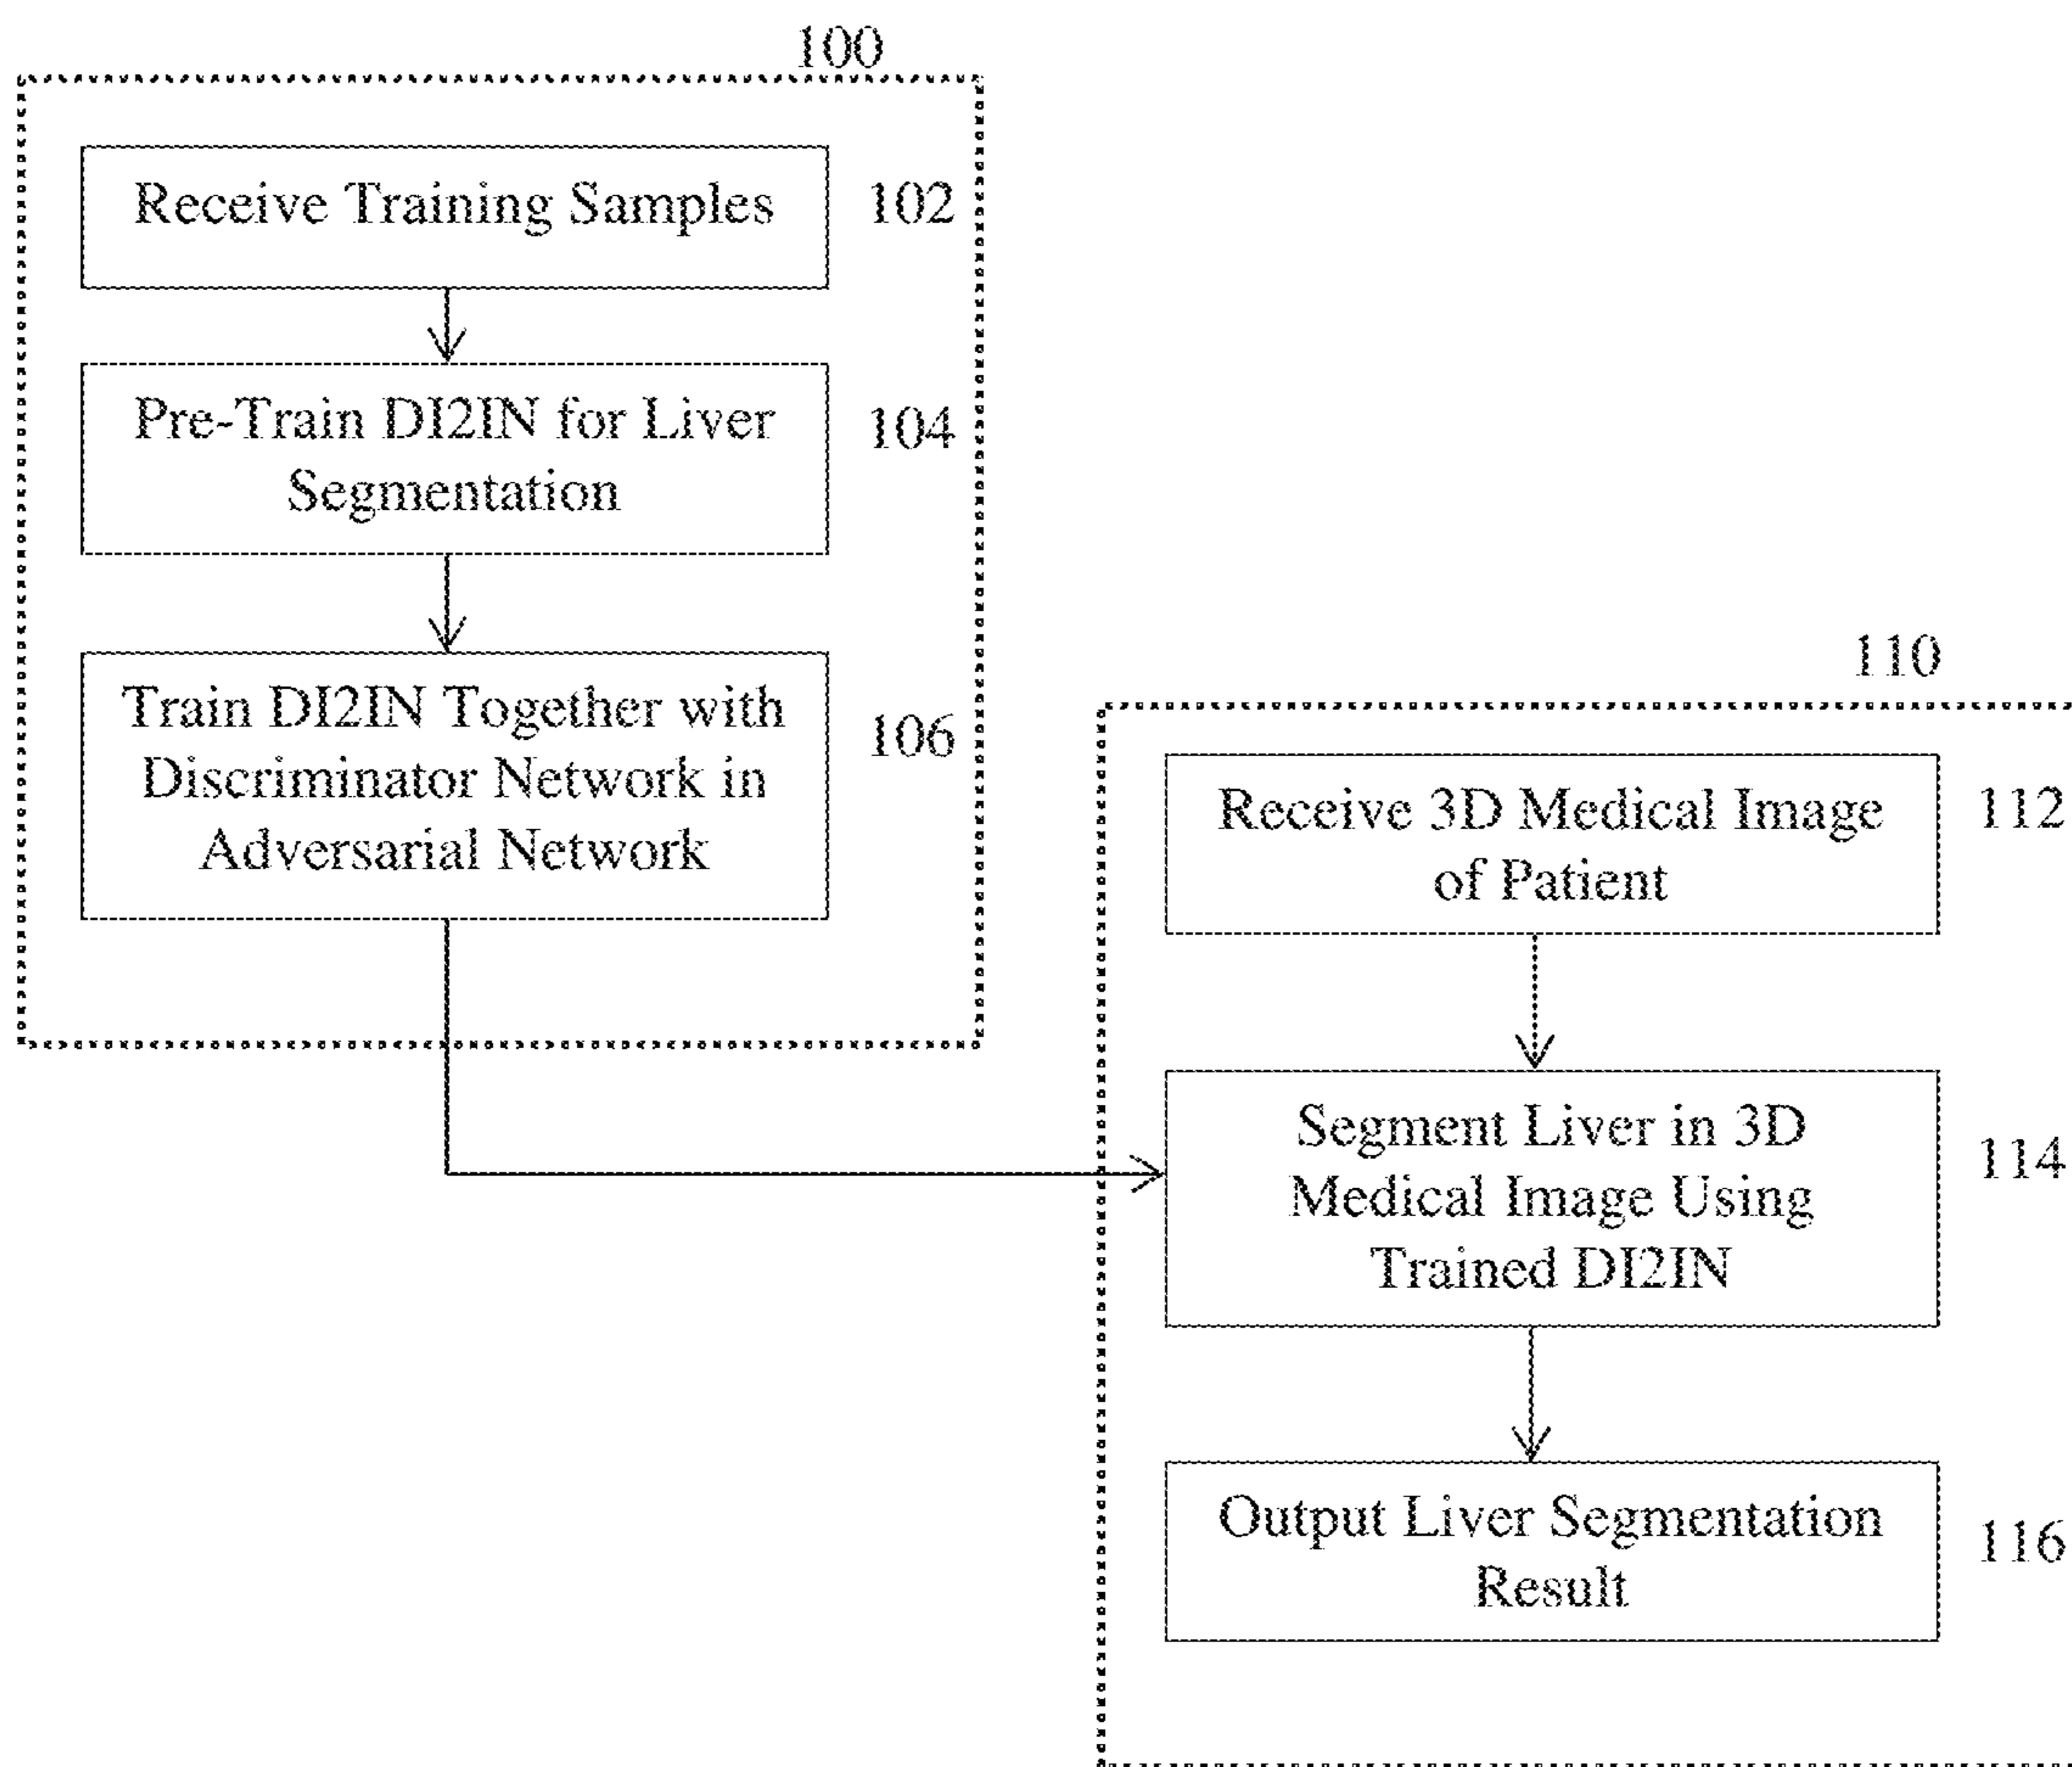 100
Receive Training Samples
102
Pre-Train DI2IN for Liver
Segmentation
104
Train DI2IN Together with
Discriminator Network in
Adversarial Network
106
110
Receive 3D Medical Image
of Patient
112
Segment Liver in 3D
Medical Image Using
Trained DI2IN
114
Output Liver Segmentation
Result
116